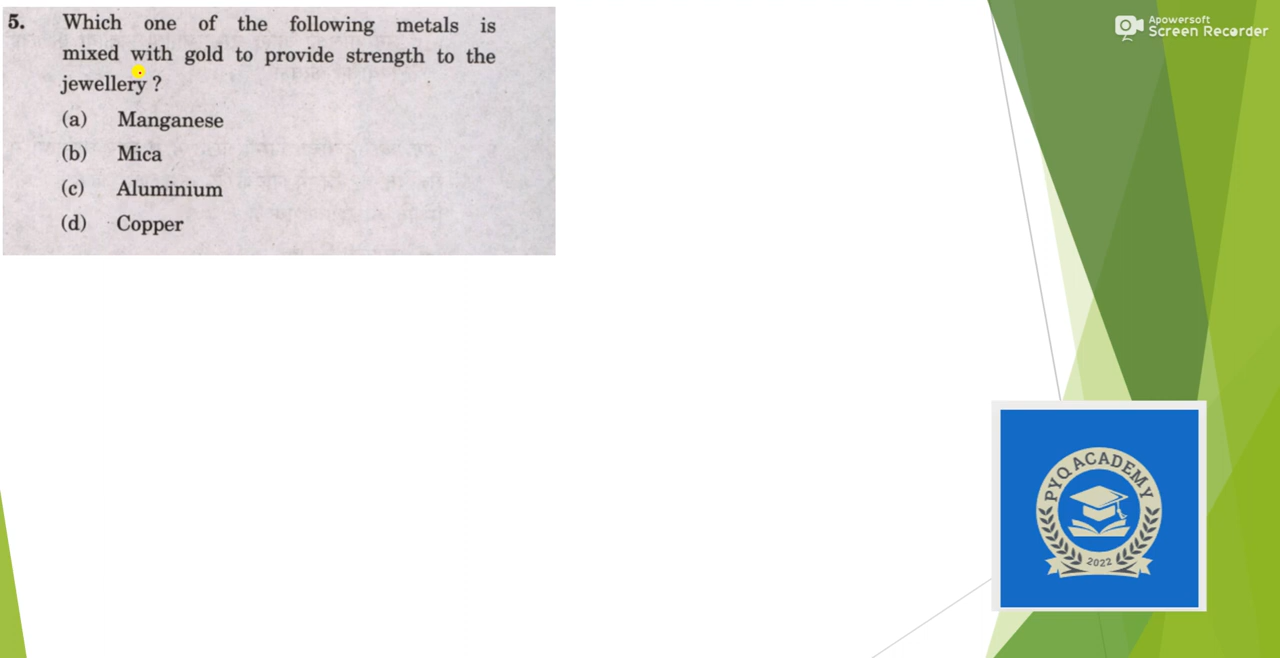 5. Which one of the following metals is
mixed with gold to provide strength to the
jewellery ?
(a) Manganese
(b) Mica
(c) Aluminium
(d) Copper
Apowersoft
Screen Recorder
PYQ ACADEMY
2022